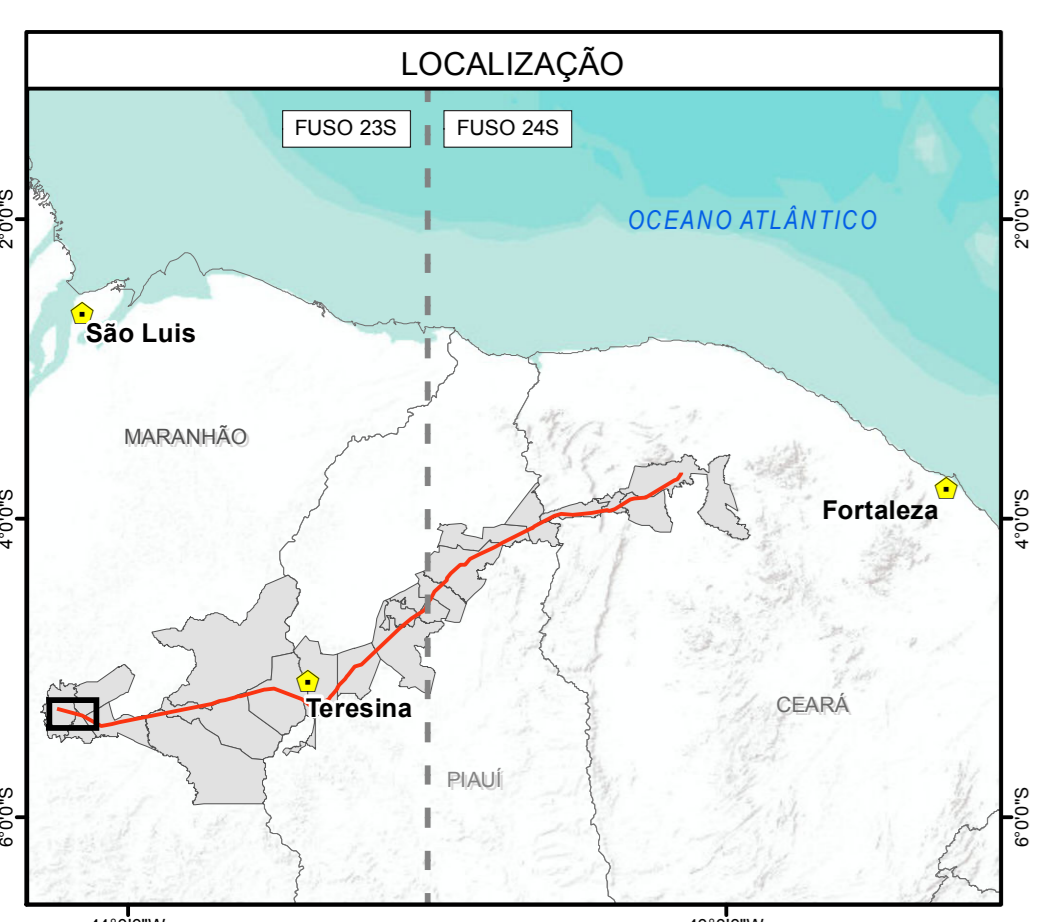 LOCALIZAÇÃO
FUSO 23S
FUSO 24S
2°0'0"S
2°0'0"S
OCEANO ATLÂNTICO
São Luis
MARANHÃO
Fortaleza
4°0'0"S
4°0'0"S
Teresina
CEARÁ
PIAUÍ
6°0'0"S
6°0'0"S